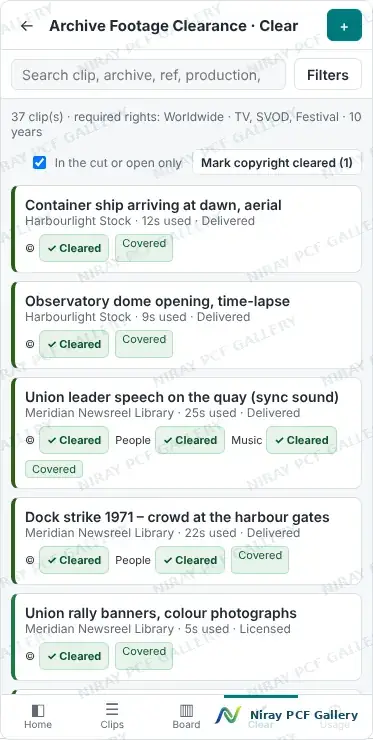 ← Archive Footage Clearance · Clear +
Search clip, archive, ref, production,
Filters
37 clip(s) · required rights: Worldwide · TV, SVOD, Festival · 10
years
In the cut or open only
Mark copyright cleared (1)
Container ship arriving at dawn, aerial
Harbourlight Stock · 12s used · Delivered
© ✓ Cleared Covered
Observatory dome opening, time-lapse
Harbourlight Stock · 9s used · Delivered
© ✓ Cleared Covered
Union leader speech on the quay (sync sound)
Meridian Newsreel Library · 25s used · Delivered
© ✓ Cleared People ✓ Cleared Music ✓ Cleared
Covered
Dock strike 1971 – crowd at the harbour gates
Meridian Newsreel Library · 22s used · Delivered
© ✓ Cleared People ✓ Cleared Covered
Union rally banners, colour photographs
Meridian Newsreel Library · 5s used · Licensed
© ✓ Cleared Covered
Home Clips Board Clear Usage
Niray PCF Gallery
NIRAY PCF GALLERY